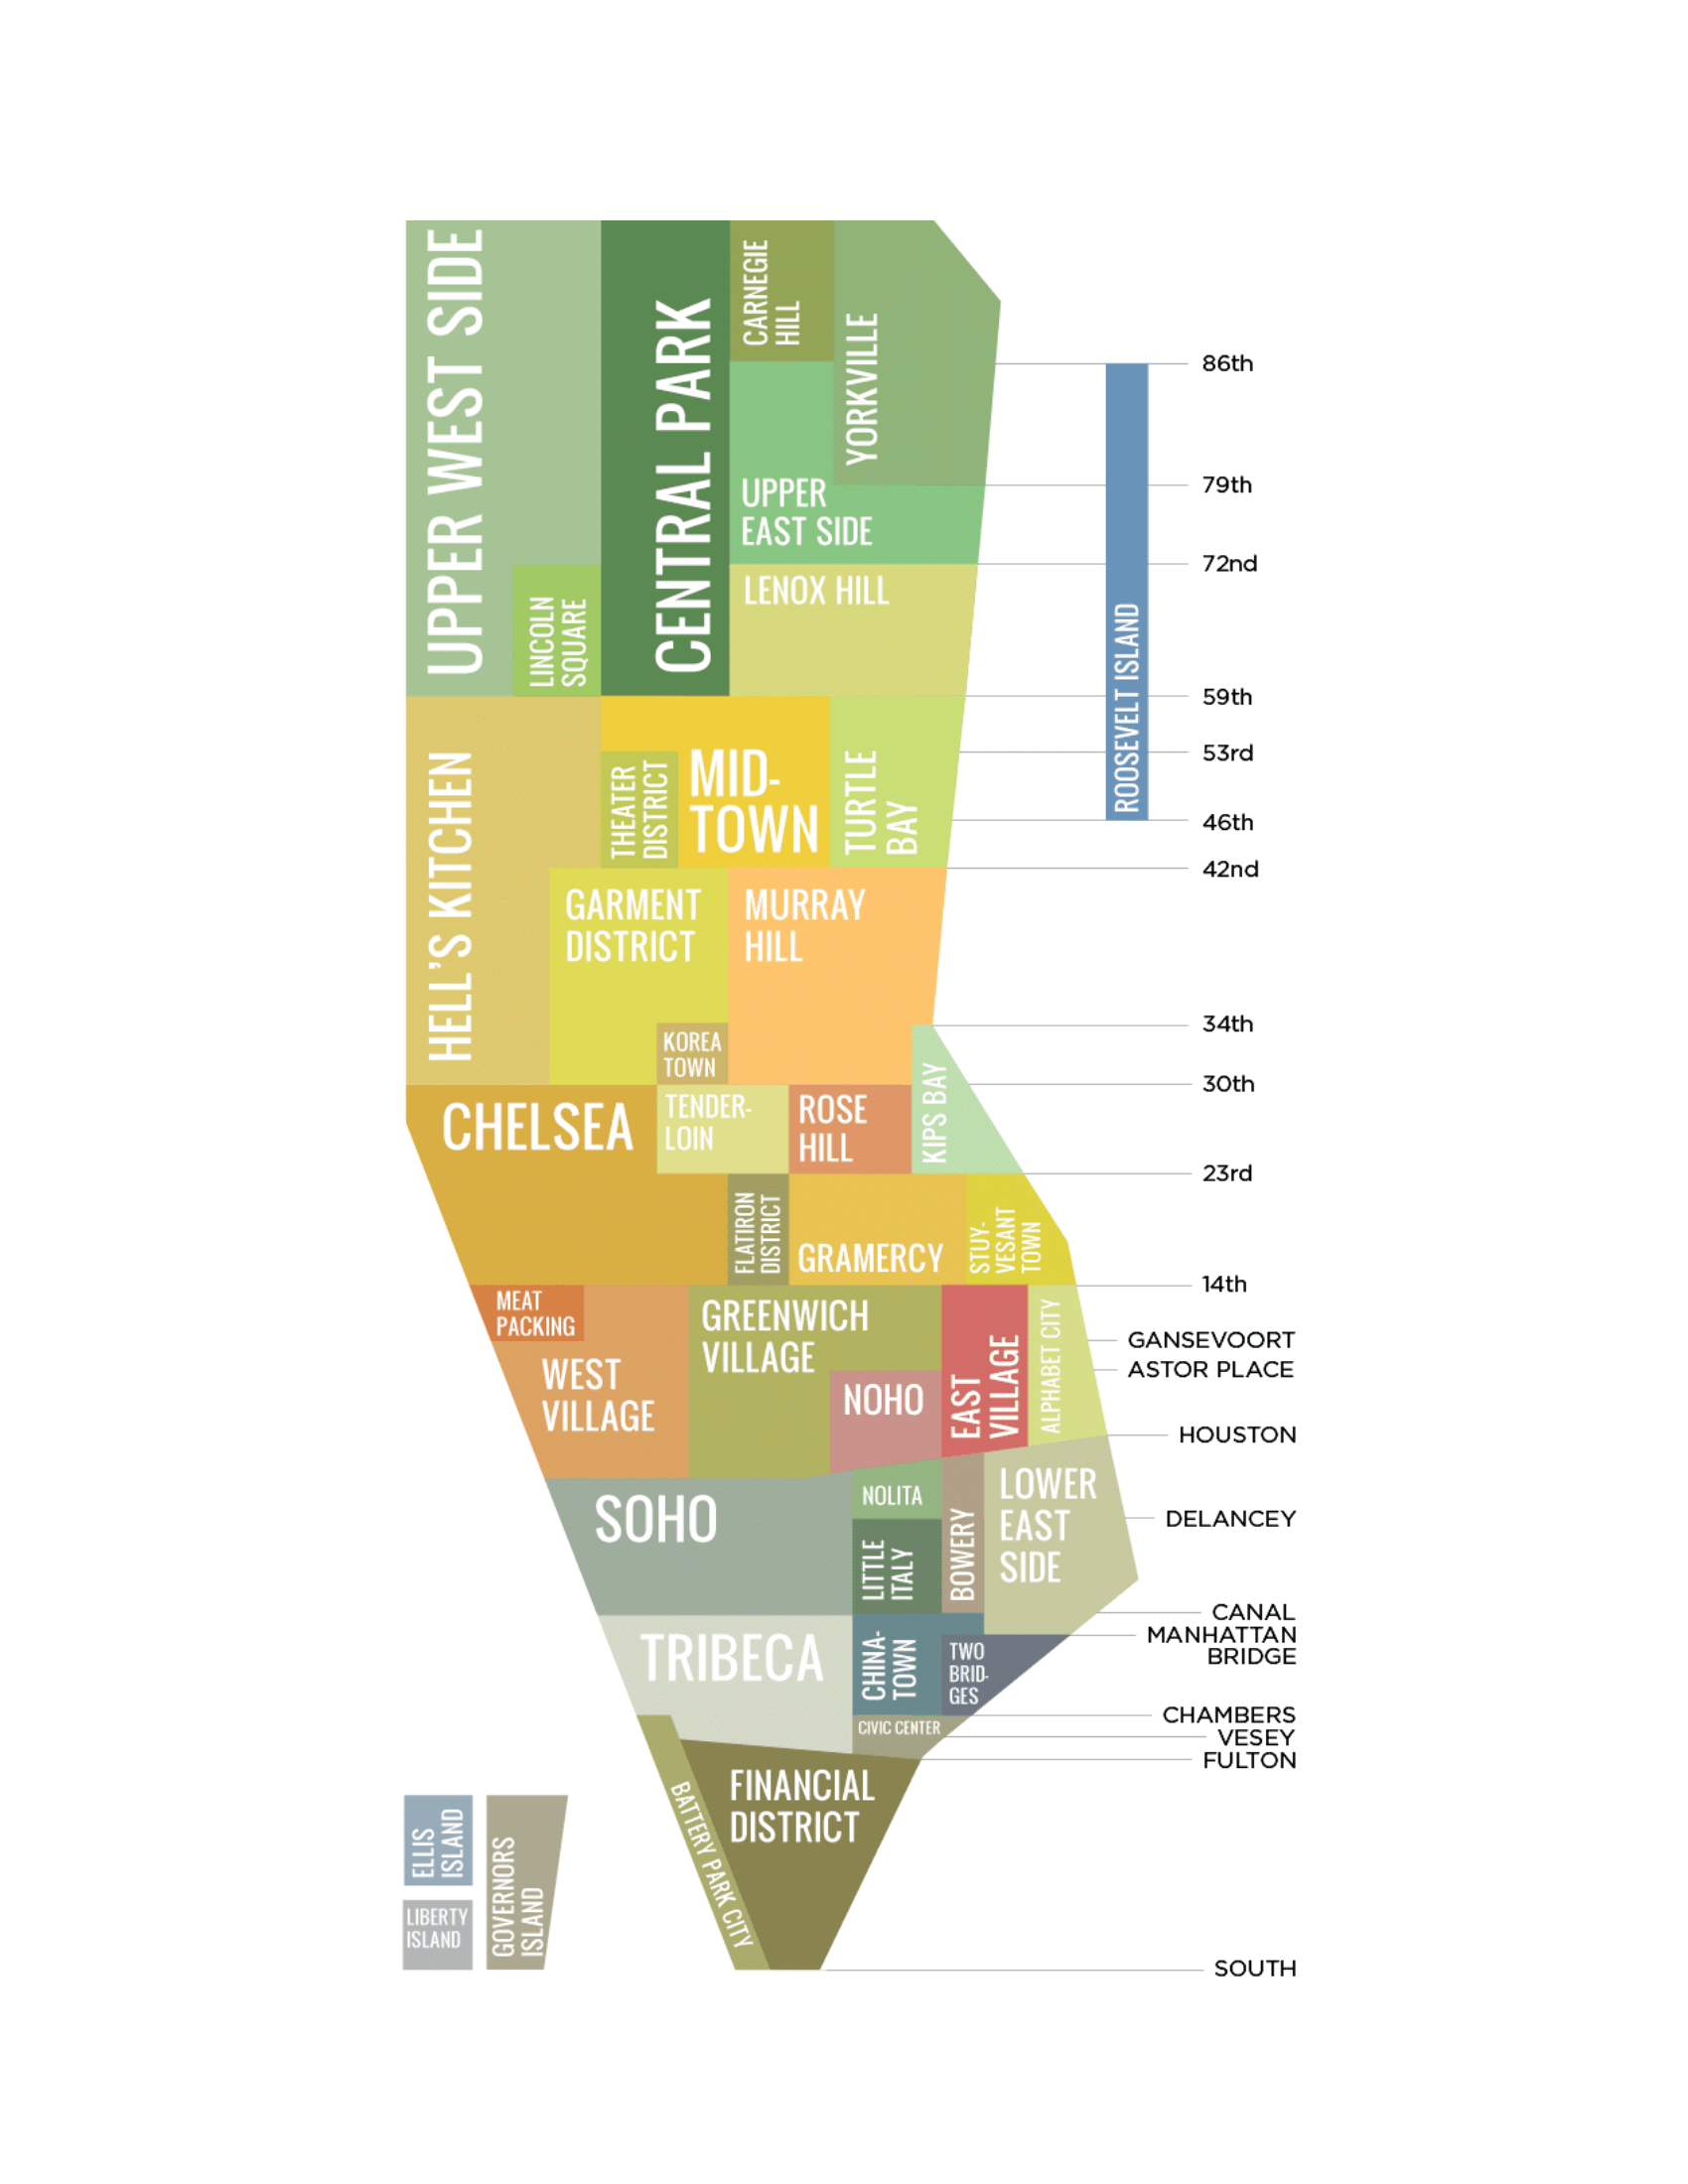 UPPER WEST SIDE
CENTRAL PARK
CARNEGIE
HILL
YORKVILLE
86th
79th
UPPER
EAST SIDE
72nd
LINCOLN
SQUARE
LENOX HILL
ROOSEVELT ISLAND
59th
53rd
46th
42nd
HELL'S KITCHEN
THEATER
DISTRICT
MID-
TOWN
TURTLE
BAY
GARMENT
DISTRICT
MURRAY
HILL
34th
KOREA
TOWN
30th
CHELSEA
TENDER-
LOIN
ROSE
HILL
KIPS BAY
23rd
FLATIRON
DISTRICT
GRAMERCY
STUY-
VESANT
TOWN
14th
MEAT
PACKING
WEST
VILLAGE
GREENWICH
VILLAGE
NOHO
EAST
VILLAGE
ALPHABET CITY
GANSEVOORT
ASTOR PLACE
HOUSTON
SOHO
NOLITA
LITTLE
ITALY
BOWERY
LOWER
EAST
SIDE
DELANCEY
CANAL
MANHATTAN
BRIDGE
TRIBECA
CHINA-
TOWN
TWO
BRID-
GES
CIVIC CENTER
CHAMBERS
VESEY
FULTON
BATTERY PARK CITY
FINANCIAL
DISTRICT
ELLIS
ISLAND
LIBERTY
ISLAND
GOVERNORS
ISLAND
SOUTH